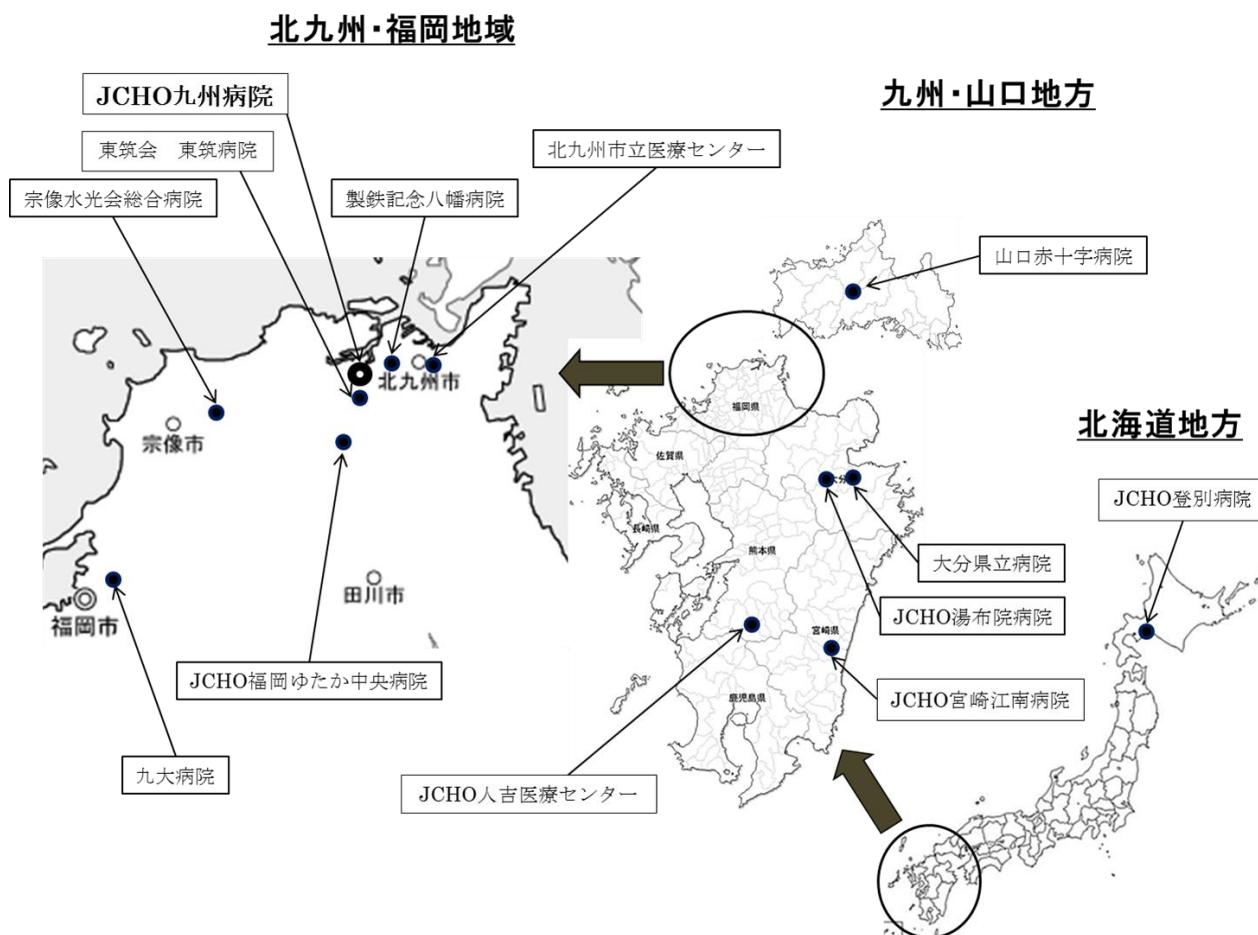 北九州・福岡地域
九州・山口地方
北海道地方
JCHO九州病院
東筑会　東筑病院
宗像水光会総合病院
製鉄記念八幡病院
北九州市立医療センター
山口赤十字病院
北九州市
宗像市
田川市
福岡市
福岡県
佐賀県
長崎県
熊本県
大分
宮崎県
鹿児島県
JCHO登別病院
大分県立病院
JCHO湯布院病院
JCHO宮崎江南病院
JCHO福岡ゆたか中央病院
九大病院
JCHO人吉医療センター